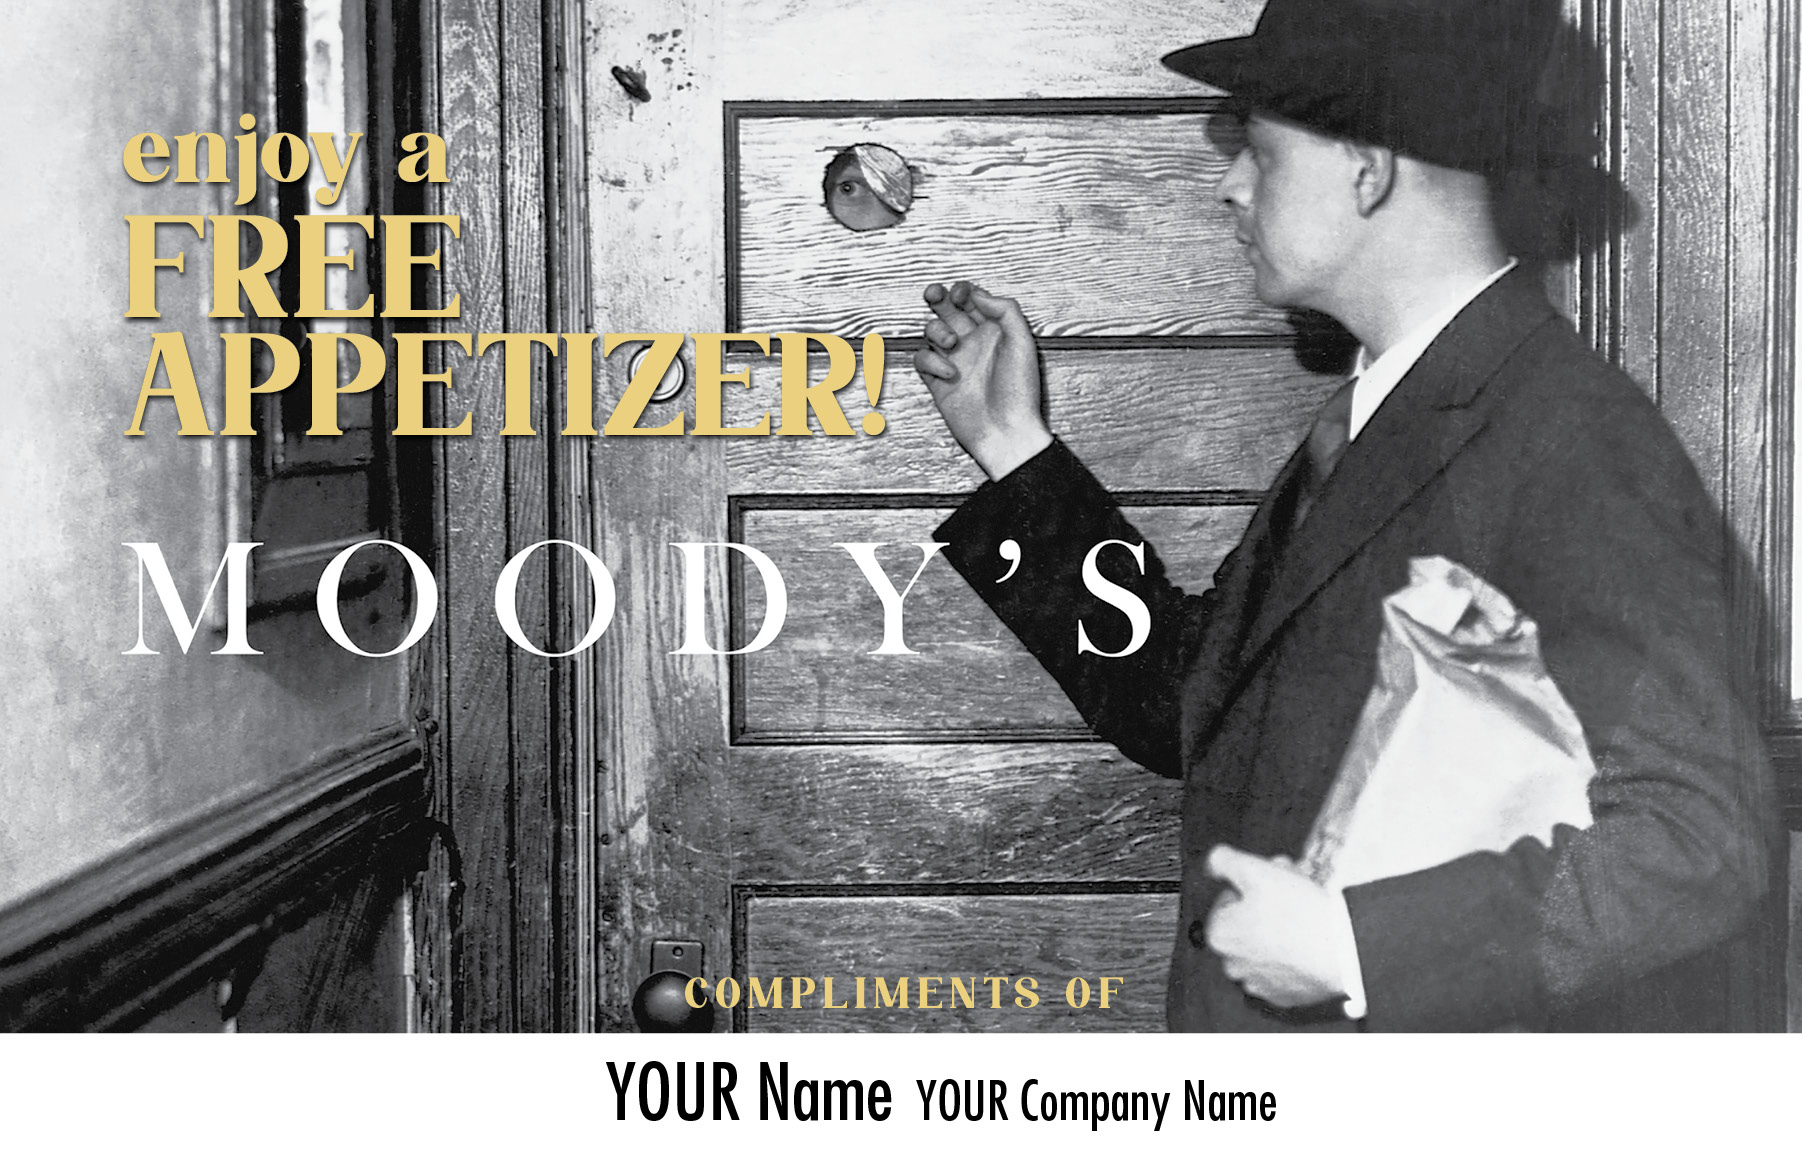 enjoy a
FREE
APPETIZER!
MOODY'S
COMPLIMENTS OF
YOUR Name YOUR Company Name